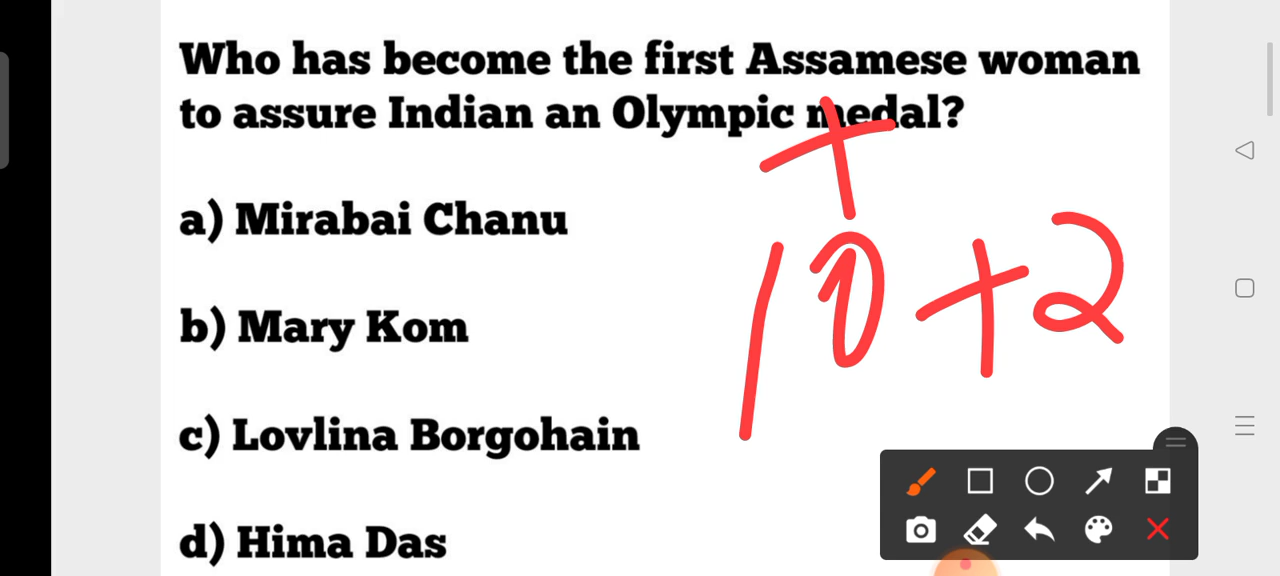 Who has become the first Assamese woman
to assure Indian an Olympic medal?
a) Mirabai Chanu
+
10+2
b) Mary Kom
c) Lovlina Borgohain
d) Hima Das